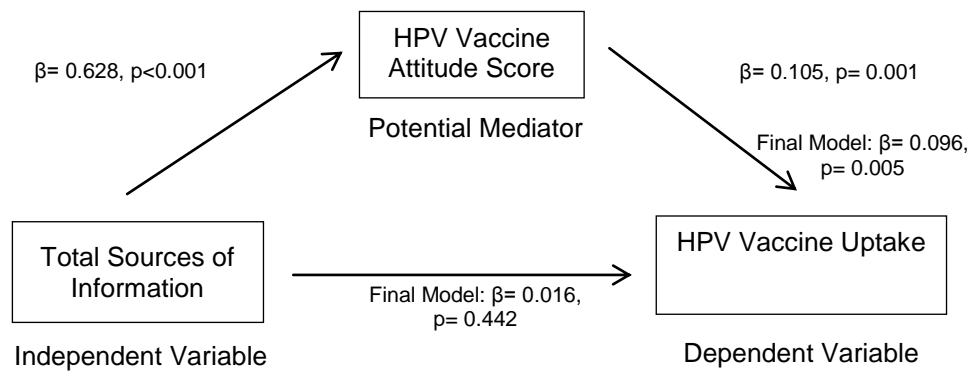 HPV Vaccine
Attitude Score
β= 0.628, p<0.001
β= 0.105, p= 0.001
Potential Mediator
Final Model: β= 0.096,
p= 0.005
Total Sources of
Information
HPV Vaccine Uptake
Final Model: β= 0.016,
p= 0.442
Independent Variable
Dependent Variable